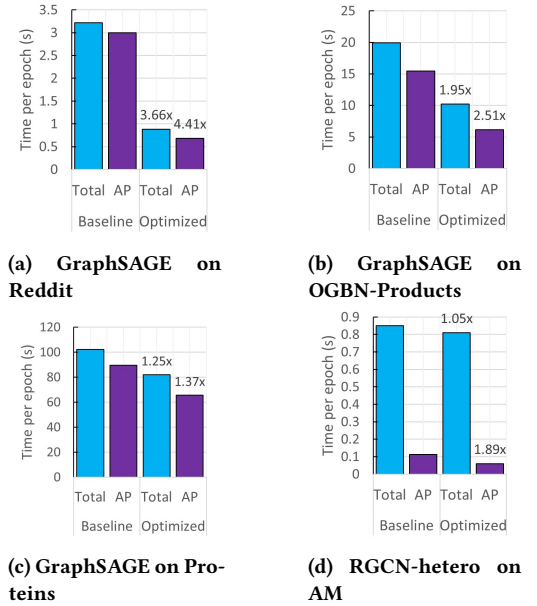 3.5
3
2.5
2
1.5
1
0.5
0
Time per epoch (s)
3.66x
4.41x
Total AP Total AP
Baseline Optimized
(a) GraphSAGE on
Reddit
25
20
15
10
5
0
Time per epoch (s)
1.95x
2.51x
Total AP Total AP
Baseline Optimized
(b) GraphSAGE on
OGBN-Products
120
100
80
60
40
20
0
Time per epoch (s)
1.25x
1.37x
Total AP Total AP
Baseline Optimized
(c) GraphSAGE on Pro-
teins
0.9
0.8
0.7
0.6
0.5
0.4
0.3
0.2
0.1
0
Time per epoch (s)
1.05x
1.89x
Total AP Total AP
Baseline Optimized
(d) RGCN-hetero on
AM